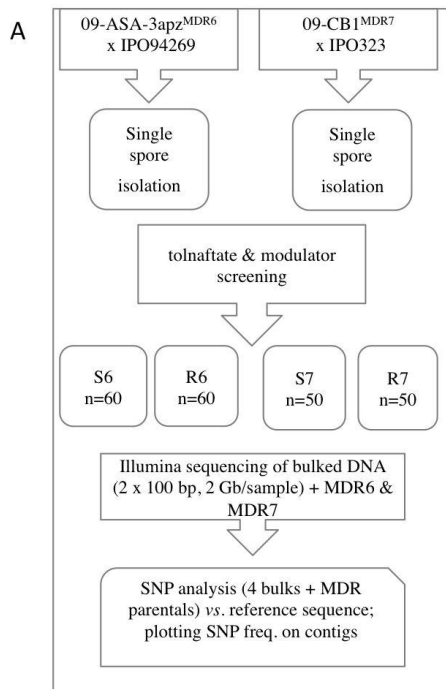 A
09-ASA-3apz^MDR6
x IPO94269
09-CB1^MDR7
x IPO323
Single
spore
isolation
Single
spore
isolation
tolnaftate & modulator
screening
S6
n=60
R6
n=60
S7
n=50
R7
n=50
Illumina sequencing of bulked DNA
(2 x 100 bp, 2 Gb/sample) + MDR6 &
MDR7
SNP analysis (4 bulks + MDR
parentals) vs. reference sequence;
plotting SNP freq. on contigs